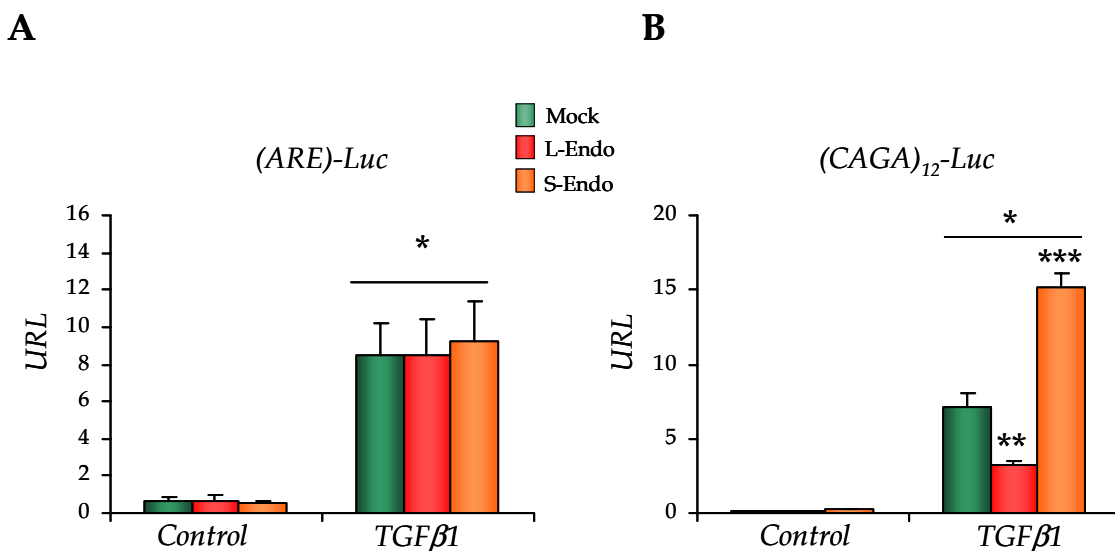 A
B
Mock
L-Endo
S-Endo
(ARE)-Luc
(CAGA)12-Luc
16
14
12
10
8
6
4
2
0
URL
*
Control
TGFβ1
20
15
10
5
0
URL
*
***
**
Control
TGFβ1